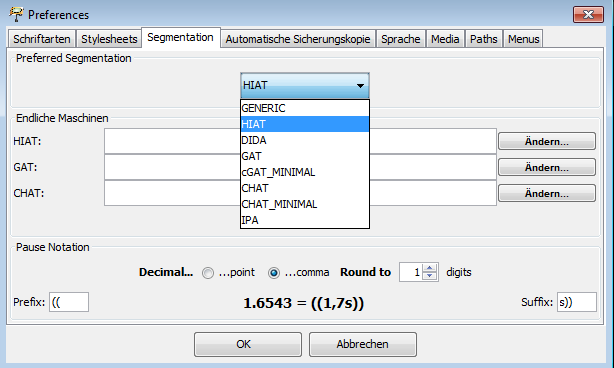 Preferences
Schriftarten Stylesheets Segmentation Automatische Sicherungskopie Sprache Media Paths Menus
Preferred Segmentation
HIAT
GENERIC
HIAT
DIDA
GAT
cGAT_MINIMAL
CHAT
CHAT_MINIMAL
IPA
Endliche Maschinen
HIAT: Ändern...
GAT: Ändern...
CHAT: Ändern...
Pause Notation
Decimal... ...point ...comma Round to 1 digits
Prefix: (( 1.6543 = ((1,7s)) Suffix: s))
OK Abbrechen